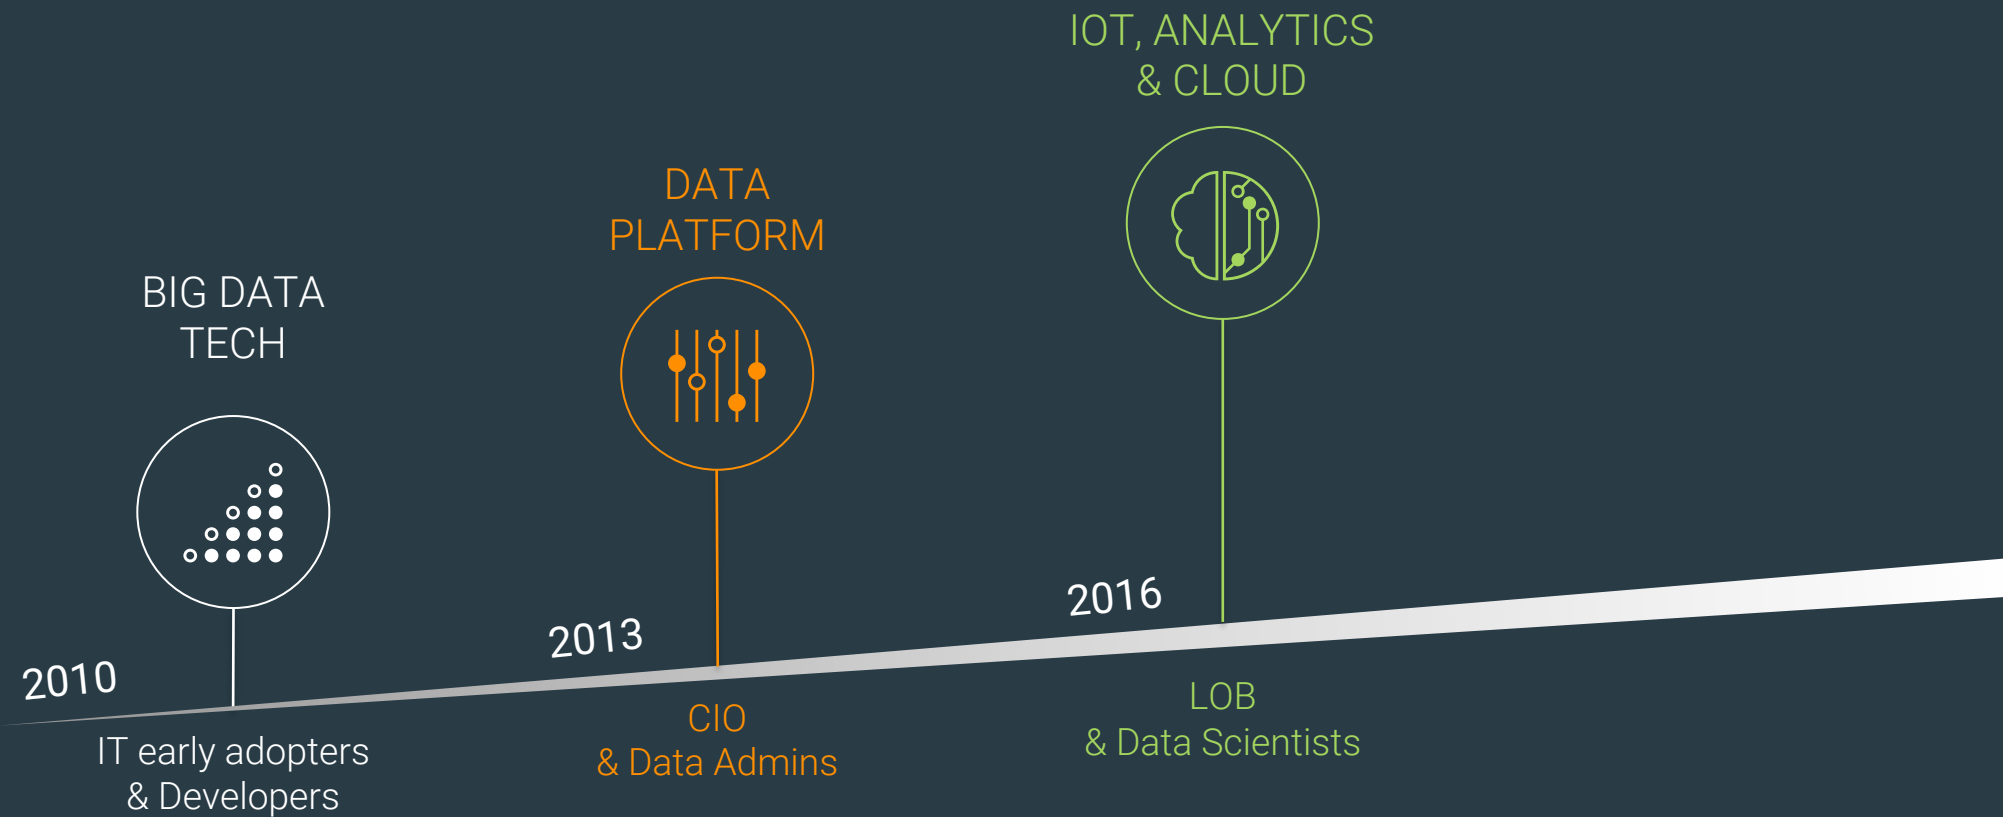 BIG DATA
TECH
2010
IT early adopters
& Developers
DATA
PLATFORM
2013
CIO
& Data Admins
IOT, ANALYTICS
& CLOUD
2016
LOB
& Data Scientists